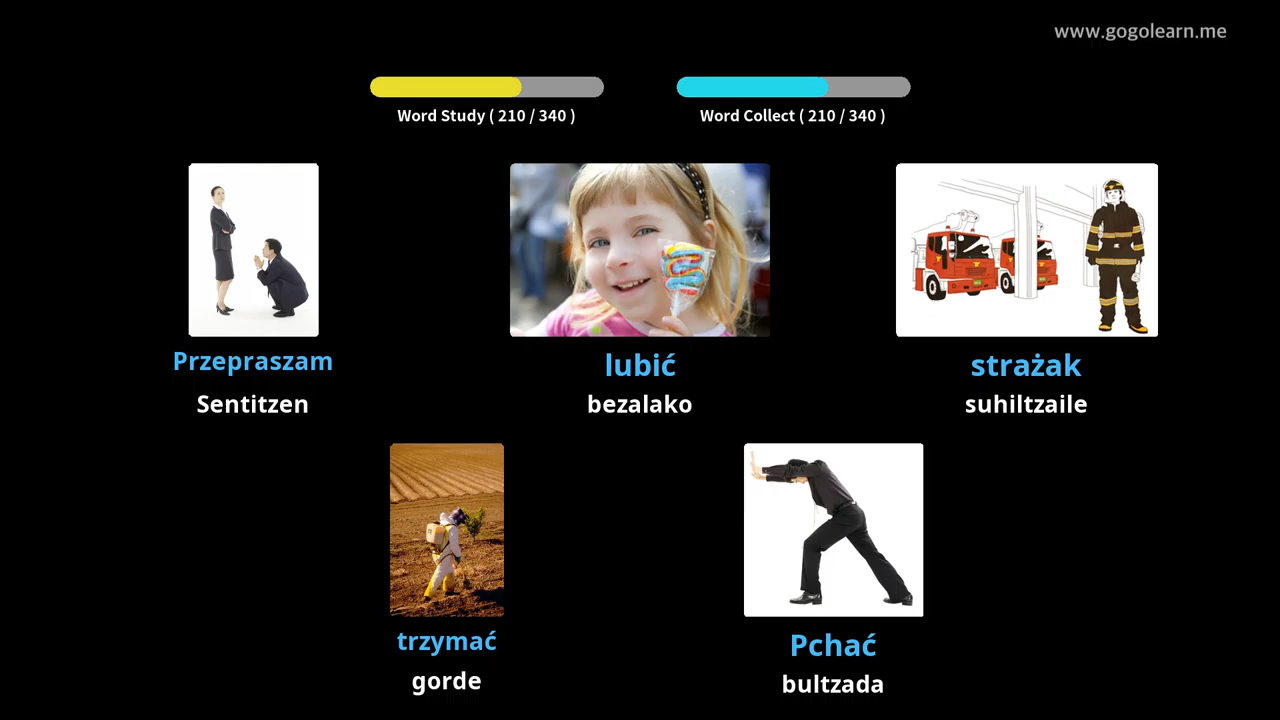 www.gogolearn.me
Word Study ( 210 / 340 )
Word Collect ( 210 / 340 )
Przepraszam
Sentitzen
lubić
bezalako
strażak
suhiltzaile
trzymać
gorde
Pchać
bultzada